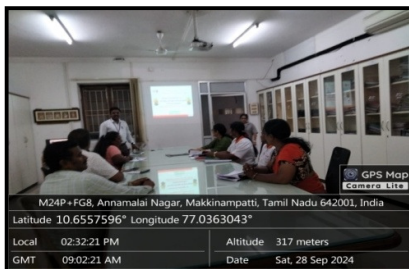 GPS Map
Camera Lite
M24P+FG8, Annamalai Nagar, Makkinampatti, Tamil Nadu 642001, India
Latitude 10.6557596° Longitude 77.0363043°
Local 02:32:21 PM Altitude 317 meters
GMT 09:02:21 AM Date Sat, 28 Sep 2024